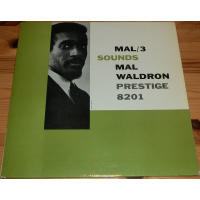 MAL/3
SOUNDS
MAL
WALDRON
PRESTIGE
8201